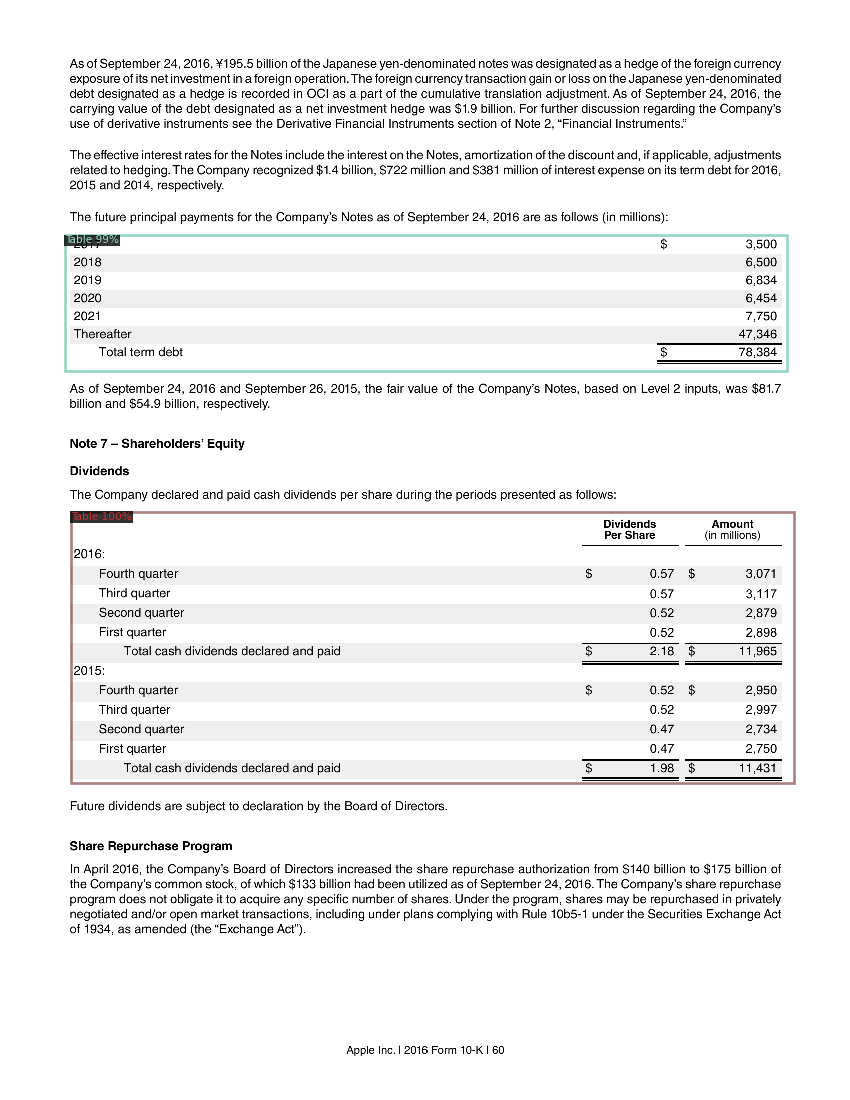 As of September 24, 2016, ¥195.5 billion of the Japanese yen-denominated notes was designated as a hedge of the foreign currency
exposure of its net investment in a foreign operation. The foreign currency transaction gain or loss on the Japanese yen-denominated
debt designated as a hedge is recorded in OCI as a part of the cumulative translation adjustment. As of September 24, 2016, the
carrying value of the debt designated as a net investment hedge was $1.9 billion. For further discussion regarding the Company's
use of derivative instruments see the Derivative Financial Instruments section of Note 2, “Financial Instruments.”
The effective interest rates for the Notes include the interest on the Notes, amortization of the discount and, if applicable, adjustments
related to hedging. The Company recognized $1.4 billion, $722 million and $381 million of interest expense on its term debt for 2016,
2015 and 2014, respectively.
The future principal payments for the Company's Notes as of September 24, 2016 are as follows (in millions):
Table 99%
2017 $ 3,500
2018 6,500
2019 6,834
2020 6,454
2021 7,750
Thereafter 47,346
Total term debt $ 78,384
As of September 24, 2016 and September 26, 2015, the fair value of the Company's Notes, based on Level 2 inputs, was $81.7
billion and $54.9 billion, respectively.
Note 7 – Shareholders' Equity
Dividends
The Company declared and paid cash dividends per share during the periods presented as follows:
Table 100%
Dividends Amount
Per Share (in millions)
2016:
Fourth quarter $ 0.57 $ 3,071
Third quarter 0.57 3,117
Second quarter 0.52 2,879
First quarter 0.52 2,898
Total cash dividends declared and paid $ 2.18 $ 11,965
2015:
Fourth quarter $ 0.52 $ 2,950
Third quarter 0.52 2,997
Second quarter 0.47 2,734
First quarter 0.47 2,750
Total cash dividends declared and paid $ 1.98 $ 11,431
Future dividends are subject to declaration by the Board of Directors.
Share Repurchase Program
In April 2016, the Company's Board of Directors increased the share repurchase authorization from $140 billion to $175 billion of
the Company's common stock, of which $133 billion had been utilized as of September 24, 2016. The Company's share repurchase
program does not obligate it to acquire any specific number of shares. Under the program, shares may be repurchased in privately
negotiated and/or open market transactions, including under plans complying with Rule 10b5-1 under the Securities Exchange Act
of 1934, as amended (the “Exchange Act”).
Apple Inc. | 2016 Form 10-K | 60